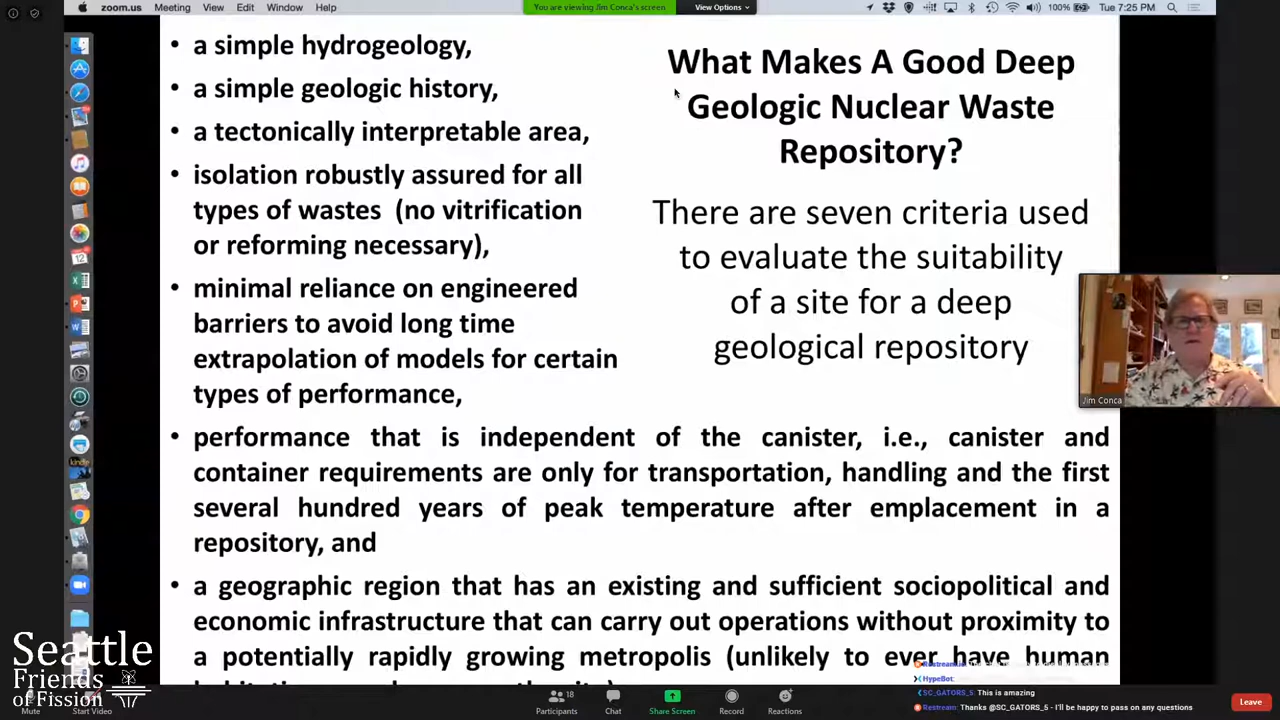 zoom.us Meeting View Edit Window Help
You are viewing Jim Conca's screen View Options
100% Tue 7:25 PM
What Makes A Good Deep
Geologic Nuclear Waste
Repository?
There are seven criteria used
to evaluate the suitability
of a site for a deep
geological repository
• a simple hydrogeology,
• a simple geologic history,
• a tectonically interpretable area,
• isolation robustly assured for all
types of wastes (no vitrification
or reforming necessary),
• minimal reliance on engineered
barriers to avoid long time
extrapolation of models for certain
types of performance,
• performance that is independent of the canister, i.e., canister and
container requirements are only for transportation, handling and the first
several hundred years of peak temperature after emplacement in a
repository, and
• a geographic region that has an existing and sufficient sociopolitical and
economic infrastructure that can carry out operations without proximity to
a potentially rapidly growing metropolis (unlikely to ever have human
Jim Conca
kindle
Seattle
Friends
of Fission
HypeBot:
SC_GATORS_5: This is amazing
Restream: Thanks @SC_GATORS_5 - I'll be happy to pass on any questions
Mute Start Video
Participants 18
Chat
Share Screen
Record
Reactions
Leave